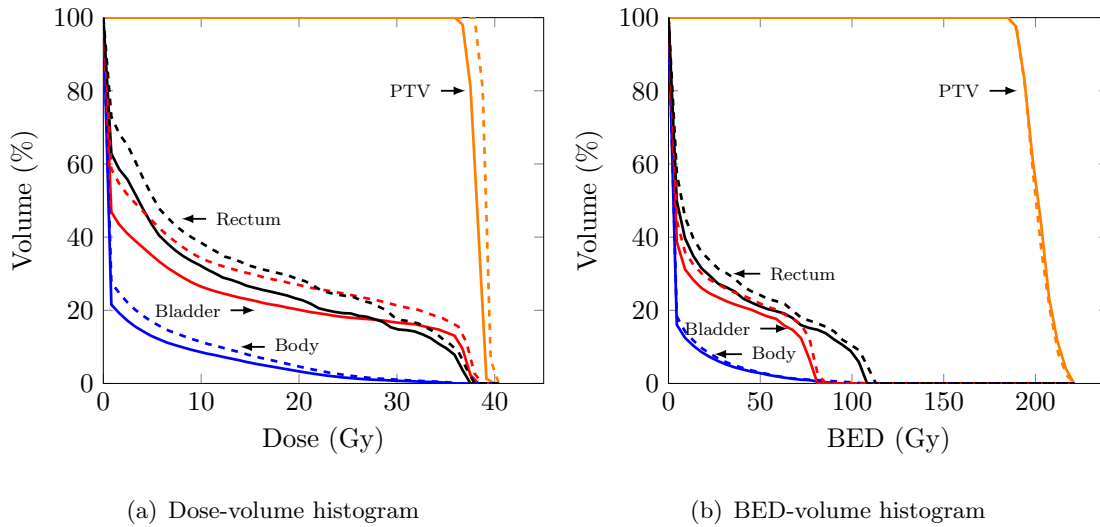 100
80
60
40
20
0
Volume (%)
PTV
Rectum
Bladder
Body
0 10 20 30 40
Dose (Gy)
(a) Dose-volume histogram
100
80
60
40
20
0
Volume (%)
PTV
Rectum
Bladder
Body
0 50 100 150 200
BED (Gy)
(b) BED-volume histogram